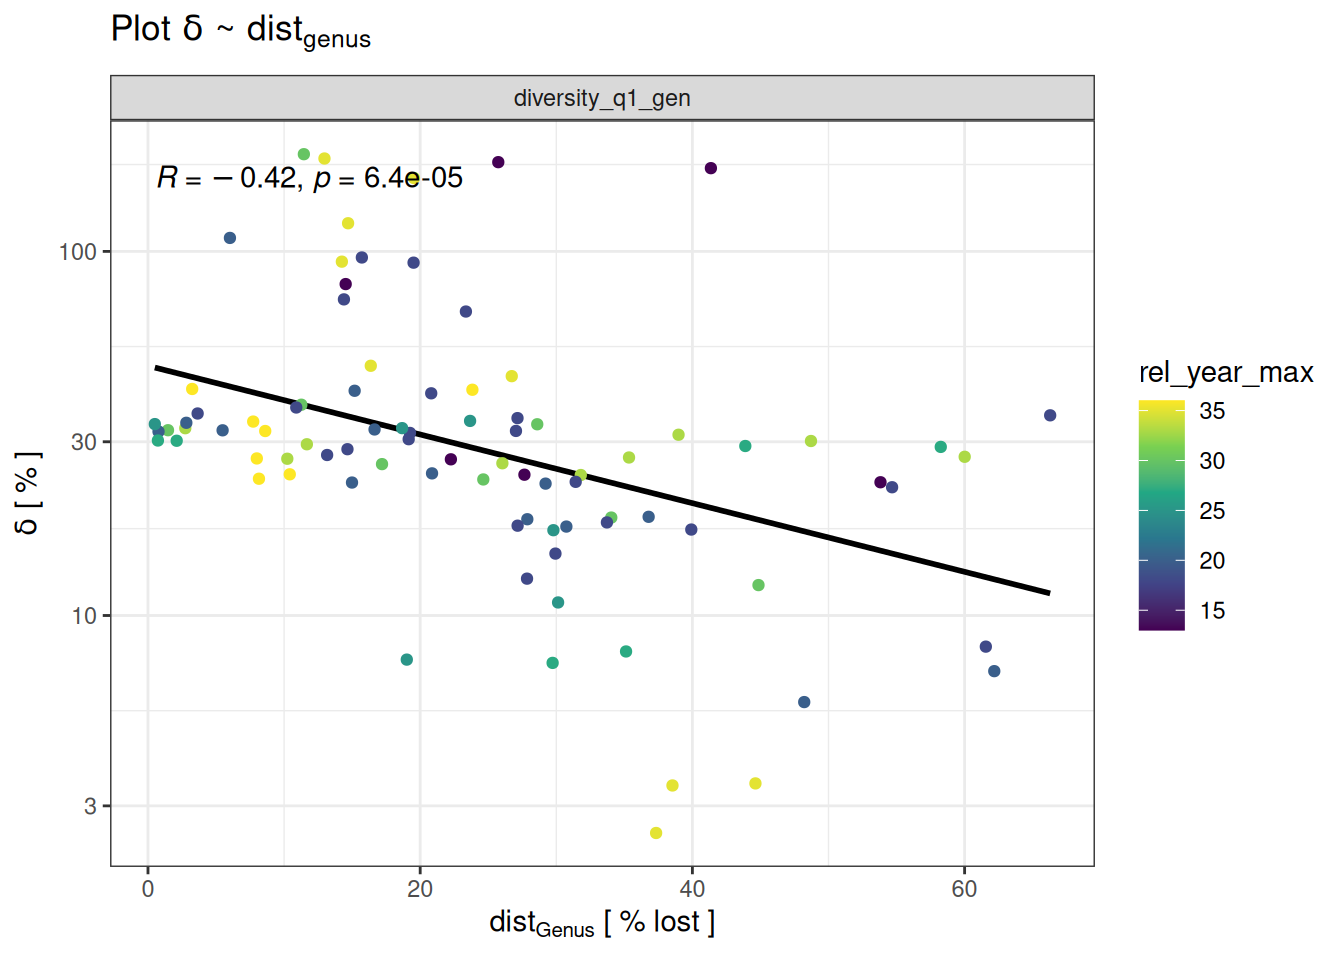 Plot δ ~ dist_genus
diversity_q1_gen
R = − 0.42, p = 6.4e-05
100
30
10
3
δ [ % ]
0 20 40 60
dist_Genus [ % lost ]
rel_year_max
35
30
25
20
15